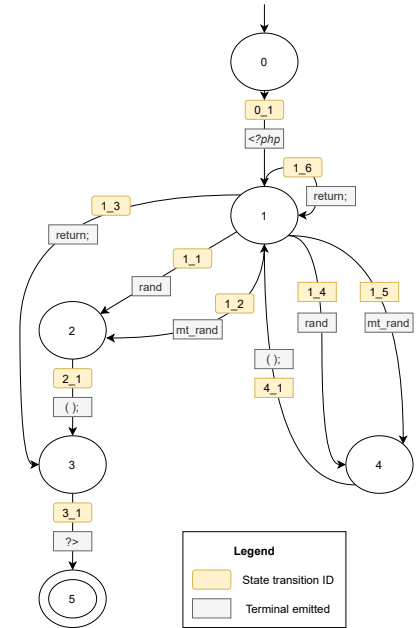 0
0_1
<?php
1_6
return;
1_3
1
return;
1_1
rand
1_2
1_4
1_5
mt_rand
rand
mt_rand
2
( );
2_1
4_1
( );
3
4
3_1
?>
5
Legend
State transition ID
Terminal emitted